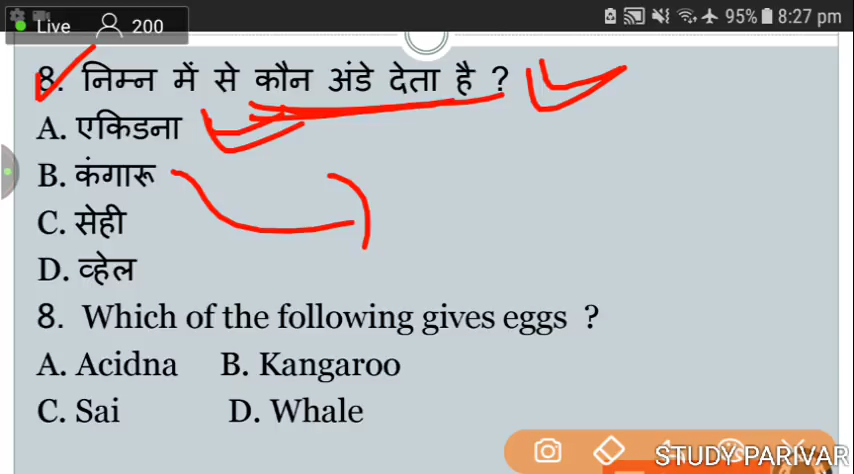 Live 200 95% 8:27 pm
8. निम्न में से कौन अंडे देता है ?
A. एकिडना
B. कंगारू
C. सेही
D. व्हेल
8. Which of the following gives eggs ?
A. Acidna B. Kangaroo
C. Sai D. Whale
STUDY PARIVAR